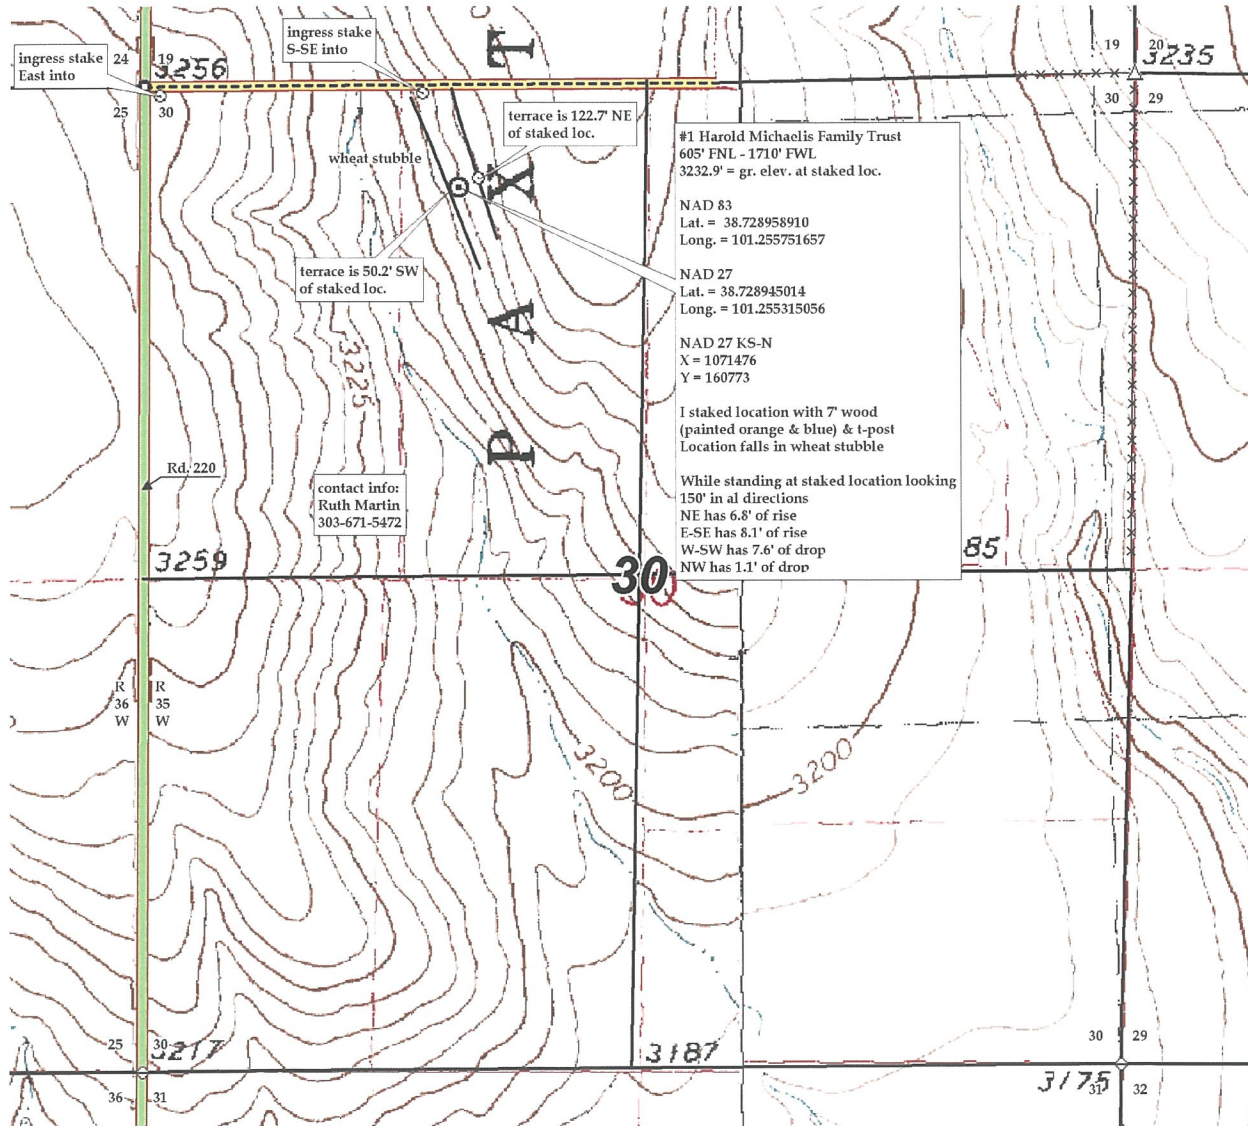 24
19
3256
ingress stake
East into
25
30
ingress stake
S-SE into
T
19
20
3235
30
29
terrace is 122.7' NE
of staked loc.
wheat stubble
X
terrace is 50.2' SW
of staked loc.
A
P
#1 Harold Michaelis Family Trust
605' FNL - 1710' FWL
3232.9' = gr. elev. at staked loc.
NAD 83
Lat. = 38.728958910
Long. = 101.255751657
NAD 27
Lat. = 38.728945014
Long. = 101.255315056
NAD 27 KS-N
X = 1071476
Y = 160773
I staked location with 7' wood
(painted orange & blue) & t-post
Location falls in wheat stubble
While standing at staked location looking
150' in al directions
NE has 6.8' of rise
E-SE has 8.1' of rise
W-SW has 7.6' of drop
NW has 1.1' of drop
3225
Rd. 220
contact info:
Ruth Martin
303-671-5472
3259
30
85
R
36
W
R
35
W
3200
3200
25
30
3217
36
31
3187
30
29
3175
31
32